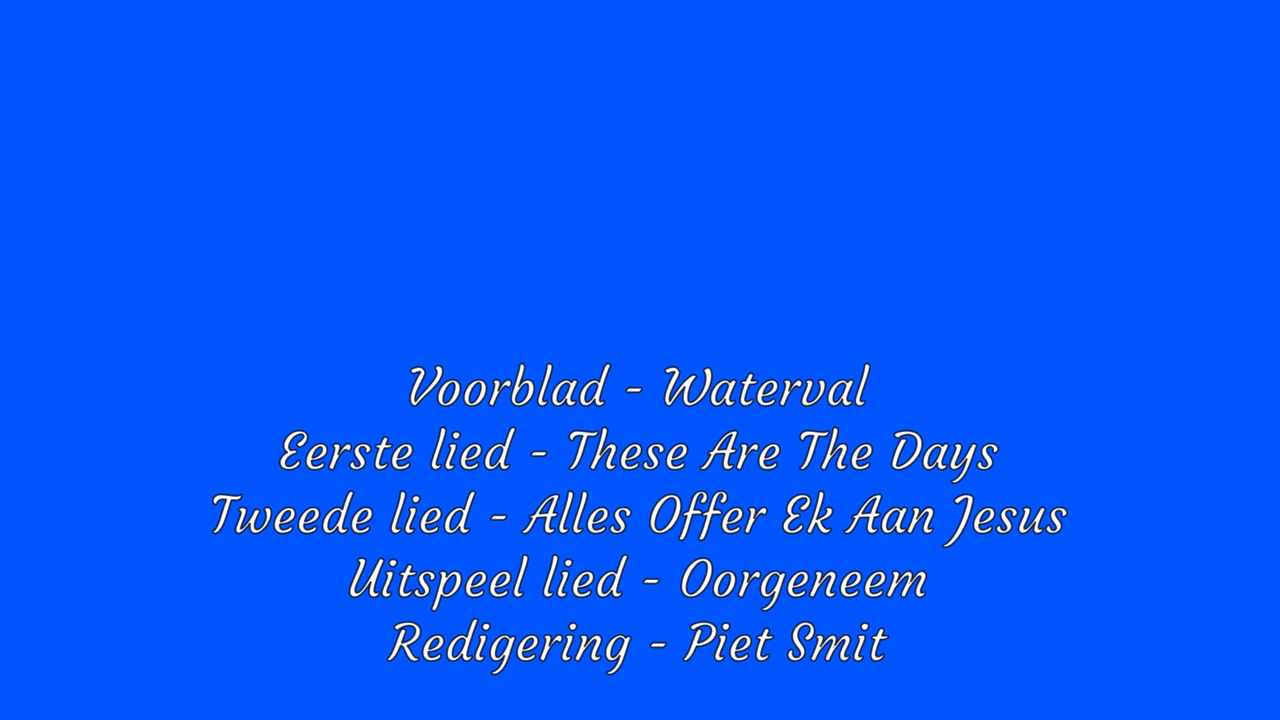 Voorblad - Waterval
Eerste lied - These Are The Days
Tweede lied - Alles Offer Ek Aan Jesus
Uitspeel lied - Oorgeneem
Redigering - Piet Smit